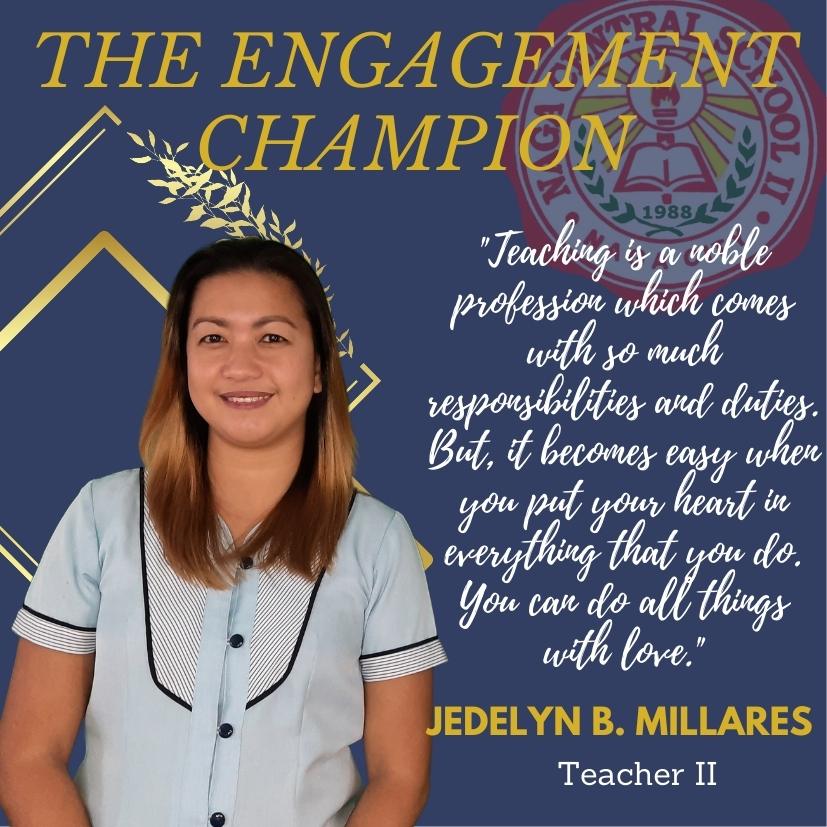 THE ENGAGEMENT
CHAMPION
NAGA CENTRAL SCHOOL II
1988
"Teaching is a noble
profession which comes
with so much
responsibilities and duties.
But, it becomes easy when
you put your heart in
everything that you do.
You can do all things
with love."
JEDELYN B. MILLARES
Teacher II